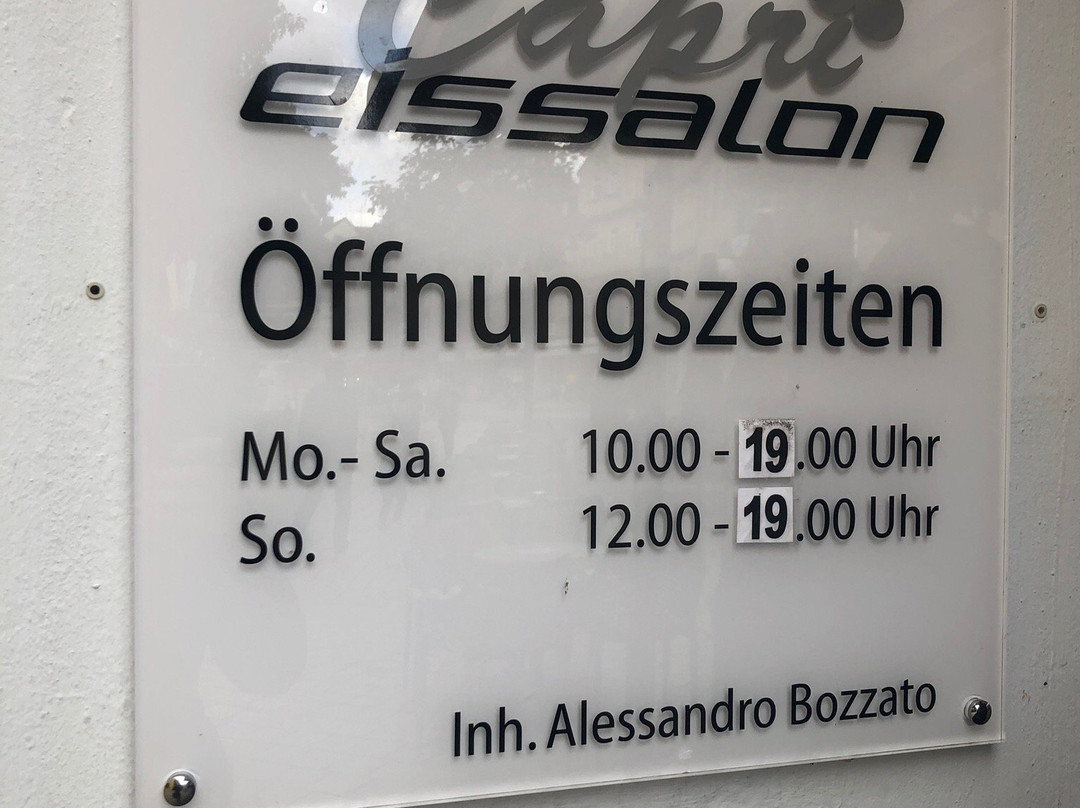 Capri
eissalon
Öffnungszeiten
Mo.- Sa. 10.00 - 19.00 Uhr
So. 12.00 - 19.00 Uhr
Inh. Alessandro Bozzato